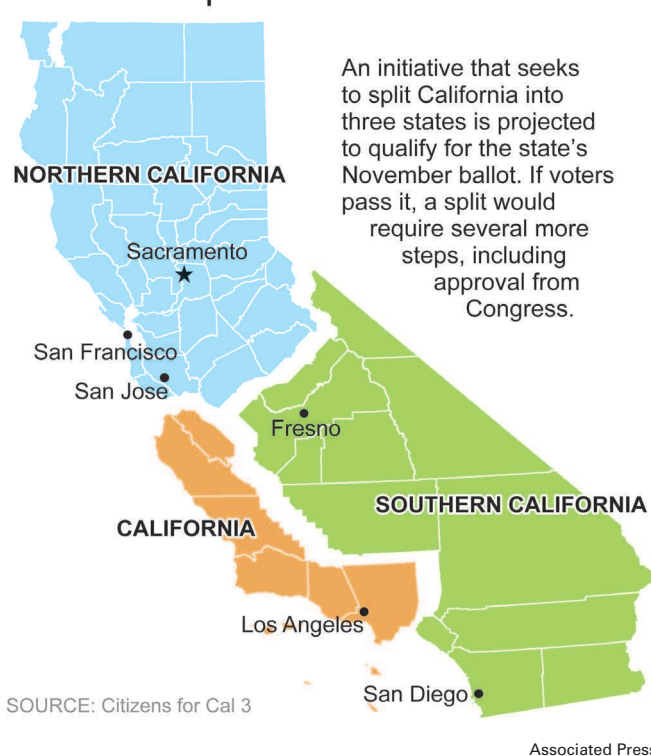 An initiative that seeks
to split California into
three states is projected
to qualify for the state's
November ballot. If voters
pass it, a split would
require several more
steps, including
approval from
Congress.
NORTHERN CALIFORNIA
Sacramento
San Francisco
San Jose
Fresno
SOUTHERN CALIFORNIA
CALIFORNIA
Los Angeles
San Diego
SOURCE: Citizens for Cal 3
Associated Press